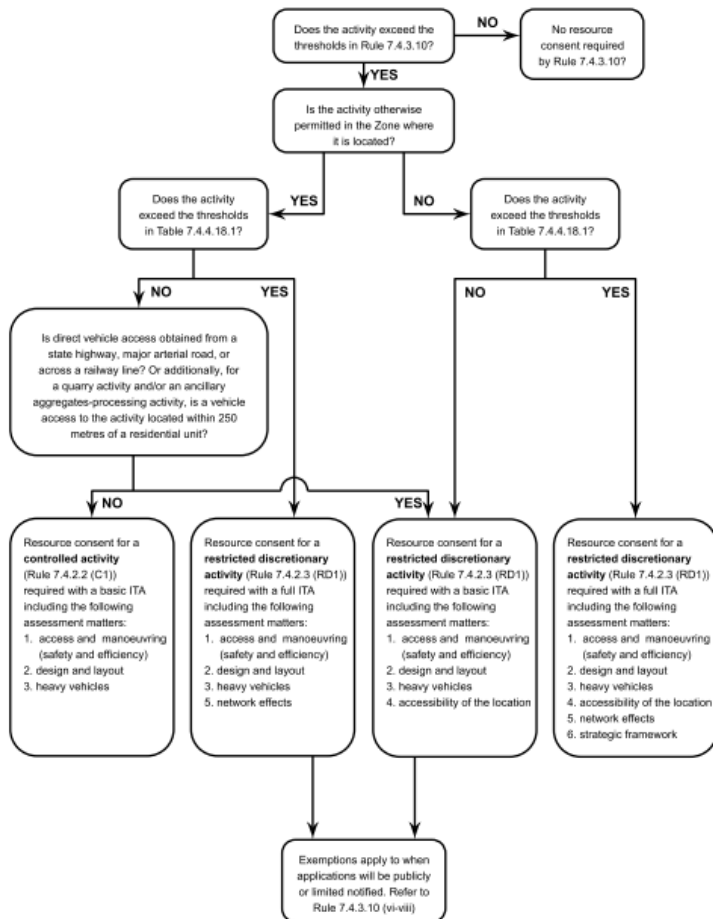 Does the activity exceed the
thresholds in Rule 7.4.3.10?
NO
No resource
consent required
by Rule 7.4.3.10?
YES
Is the activity otherwise
permitted in the Zone where
it is located?
Does the activity
exceed the thresholds
in Table 7.4.4.18.1?
YES
NO
Does the activity
exceed the thresholds
in Table 7.4.4.18.1?
NO
YES
NO
YES
Is direct vehicle access obtained from a
state highway, major arterial road, or
across a railway line? Or additionally, for
a quarry activity and/or an ancillary
aggregates-processing activity, is a vehicle
access to the activity located within 250
metres of a residential unit?
NO
YES
Resource consent for a
controlled activity
(Rule 7.4.2.2 (C1))
required with a basic ITA
including the following
assessment matters:
1. access and manoeuvring
(safety and efficiency)
2. design and layout
3. heavy vehicles
Resource consent for a
restricted discretionary
activity (Rule 7.4.2.3 (RD1))
required with a full ITA
including the following
assessment matters:
1. access and manoeuvring
(safety and efficiency)
2. design and layout
3. heavy vehicles
5. network effects
Resource consent for a
restricted discretionary
activity (Rule 7.4.2.3 (RD1))
required with a basic ITA
including the following
assessment matters:
1. access and manoeuvring
(safety and efficiency)
2. design and layout
3. heavy vehicles
4. accessibility of the location
Resource consent for a
restricted discretionary
activity (Rule 7.4.2.3 (RD1))
required with a full ITA
including the following
assessment matters:
1. access and manoeuvring
(safety and efficiency)
2. design and layout
3. heavy vehicles
4. accessibility of the location
5. network effects
6. strategic framework
Exemptions apply to when
applications will be publicly
or limited notified. Refer to
Rule 7.4.3.10 (vi-viii)